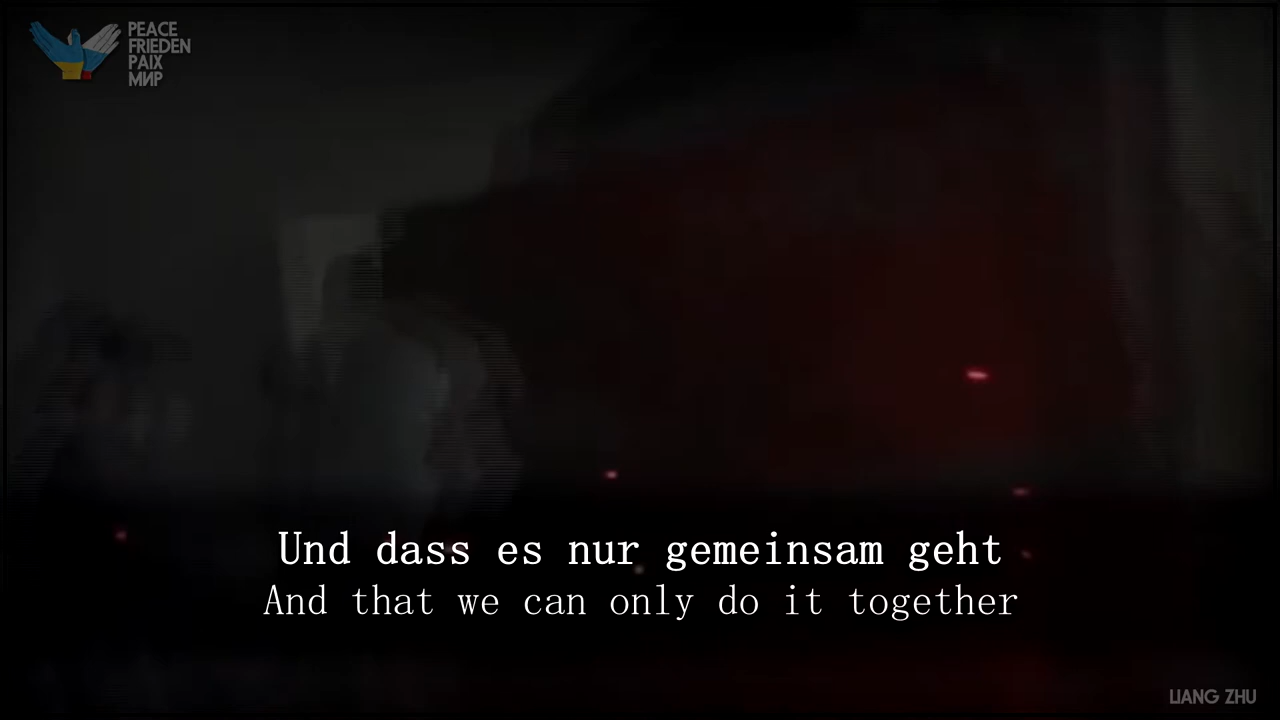 PEACE
FRIEDEN
PAIX
МИР
Und dass es nur gemeinsam geht
And that we can only do it together
LIANG ZHU